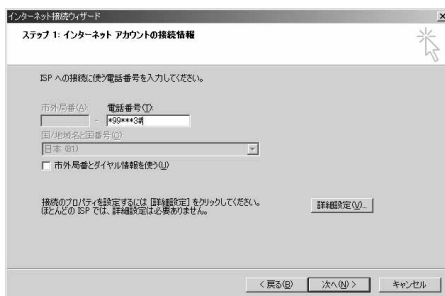 インターネット接続ウィザード
ステップ 1: インターネット アカウントの接続情報
ISP への接続に使う電話番号を入力してください。
市外局番(A): 電話番号(T):
- *99***3#
国/地域名と国番号(C)
日本 (81)
市外局番とダイヤル情報を使う(U)
接続のプロパティを設定するには [詳細設定] をクリックしてください。
ほとんどの ISP では、詳細設定は必要ありません。
詳細設定(V)...
< 戻る(B) 次へ(N) > キャンセル